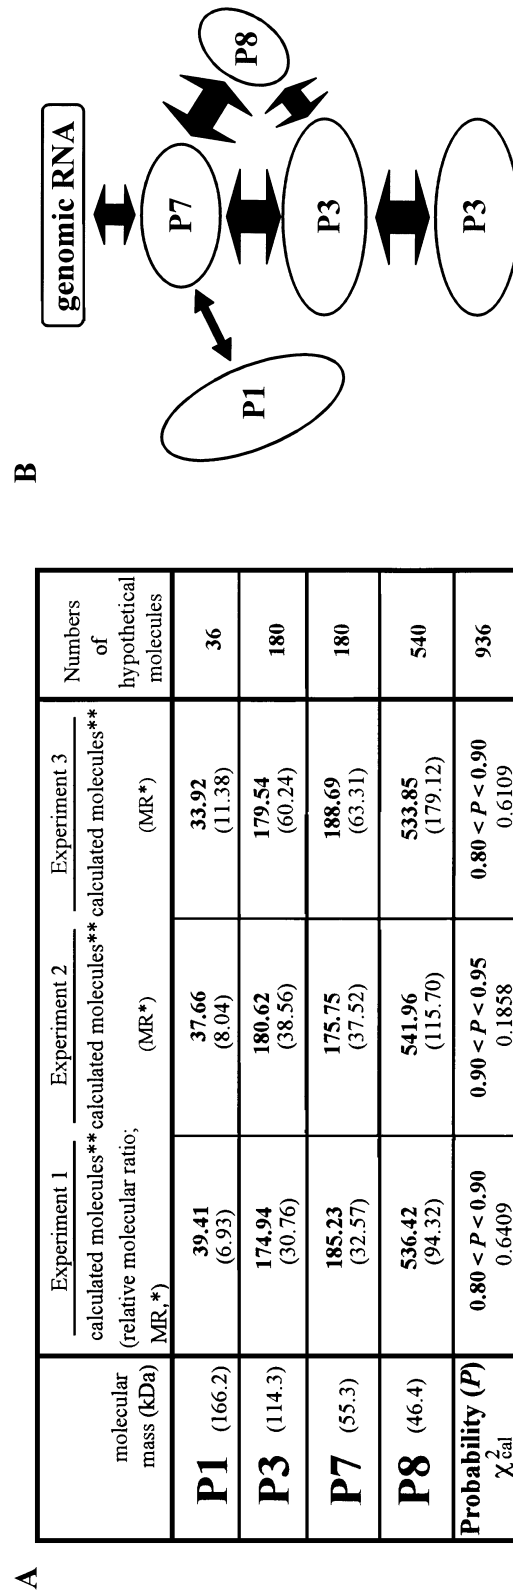 A
molecular
mass (kDa)
Experiment 1
calculated molecules**
(relative molecular ratio;
MR,*)
Experiment 2
calculated molecules**
(MR*)
Experiment 3
calculated molecules**
(MR*)
Numbers
of
hypothetical
molecules
P1 (166.2)
39.41
(6.93)
37.66
(8.04)
33.92
(11.38)
36
P3 (114.3)
174.94
(30.76)
180.62
(38.56)
179.54
(60.24)
180
P7 (55.3)
185.23
(32.57)
175.75
(37.52)
188.69
(63.31)
180
P8 (46.4)
536.42
(94.32)
541.96
(115.70)
533.85
(179.12)
540
Probability (P)
χ²cal
0.80 < P < 0.90
0.6409
0.90 < P < 0.95
0.1858
0.80 < P < 0.90
0.6109
936
B
genomic RNA
P1
P7
P8
P3
P3